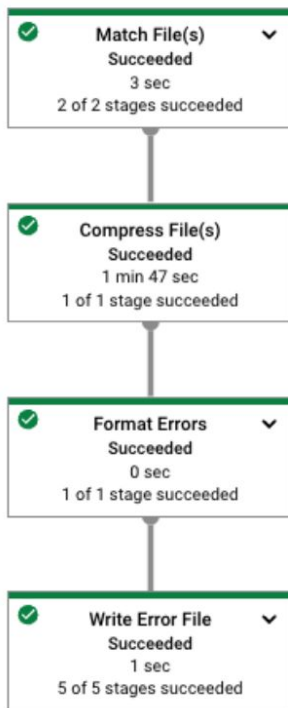 Match File(s)
Succeeded
3 sec
2 of 2 stages succeeded
Compress File(s)
Succeeded
1 min 47 sec
1 of 1 stage succeeded
Format Errors
Succeeded
0 sec
1 of 1 stage succeeded
Write Error File
Succeeded
1 sec
5 of 5 stages succeeded